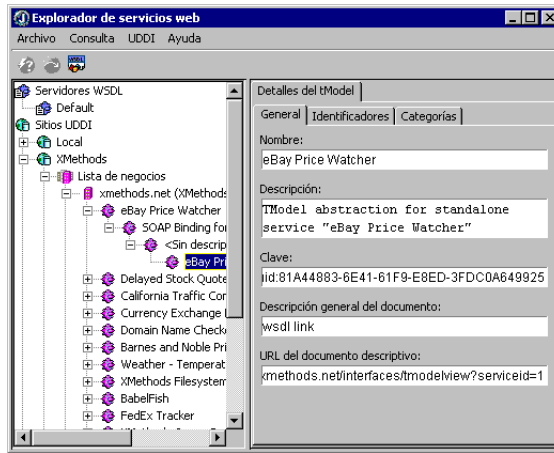 Explorador de servicios web
Archivo Consulta UDDI Ayuda
Servidores WSDL
Default
Sitios UDDI
Local
XMethods
Lista de negocios
xmethods.net (XMethods
eBay Price Watcher
SOAP Binding for
<Sin descrip
eBay Pri
Delayed Stock Quote
California Traffic Con
Currency Exchange
Domain Name Checke
Barnes and Noble Pri
Weather - Temperat
XMethods Filesystem
BabelFish
FedEx Tracker
Detalles del tModel
General Identificadores Categorías
Nombre:
eBay Price Watcher
Descripción:
TModel abstraction for standalone
service "eBay Price Watcher"
Clave:
uid:81A44883-6E41-61F9-E8ED-3FDC0A649925
Descripción general del documento:
wsdl link
URL del documento descriptivo:
xmethods.net/interfaces/tmodelview?serviceid=1